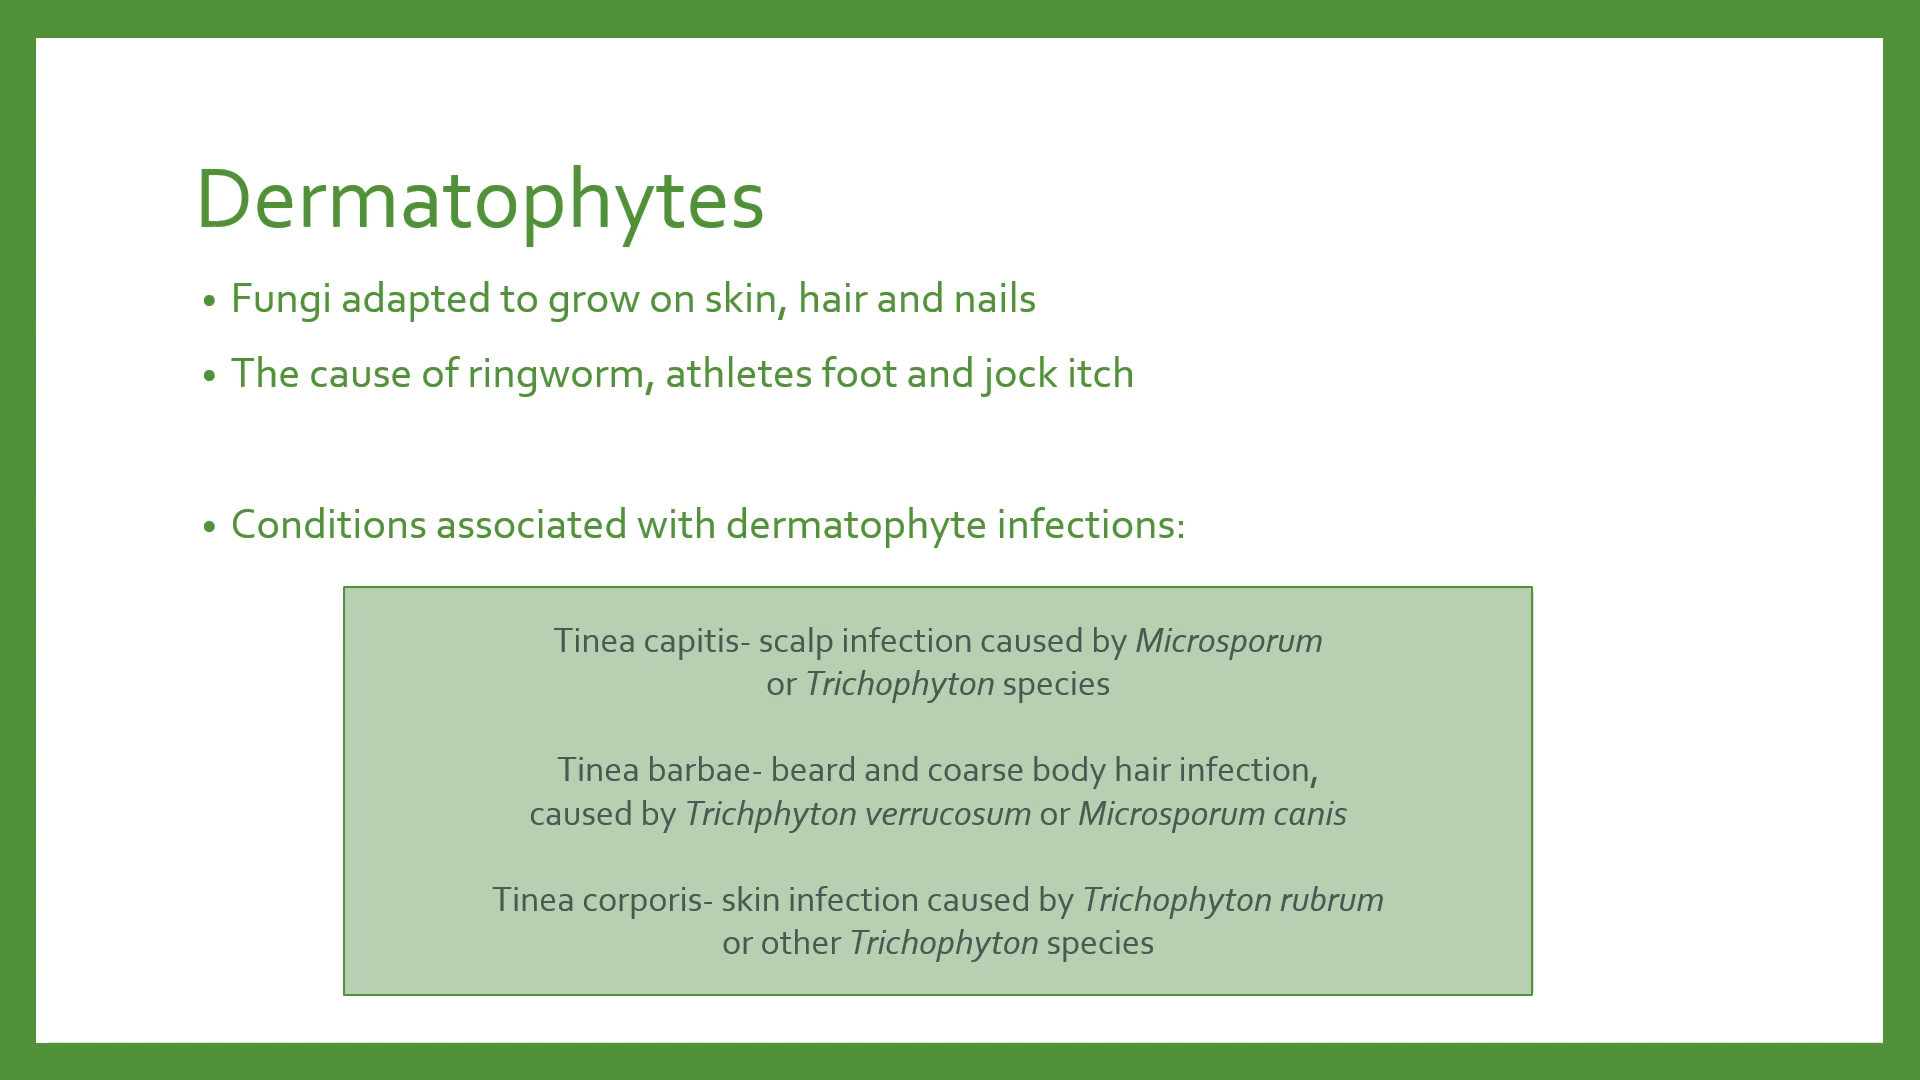 Dermatophytes
• Fungi adapted to grow on skin, hair and nails
• The cause of ringworm, athletes foot and jock itch
• Conditions associated with dermatophyte infections:
Tinea capitis- scalp infection caused by Microsporum
or Trichophyton species
Tinea barbae- beard and coarse body hair infection,
caused by Trichphyton verrucosum or Microsporum canis
Tinea corporis- skin infection caused by Trichophyton rubrum
or other Trichophyton species